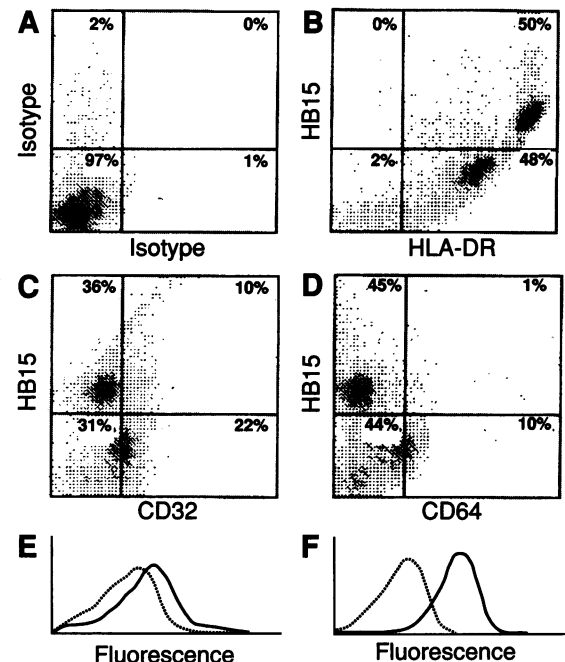 A
2%
0%
Isotype
97%
1%
Isotype
B
0%
50%
HB15
2%
48%
HLA-DR
C
36%
10%
HB15
31%
22%
CD32
D
45%
1%
HB15
44%
10%
CD64
E
Fluorescence
F
Fluorescence